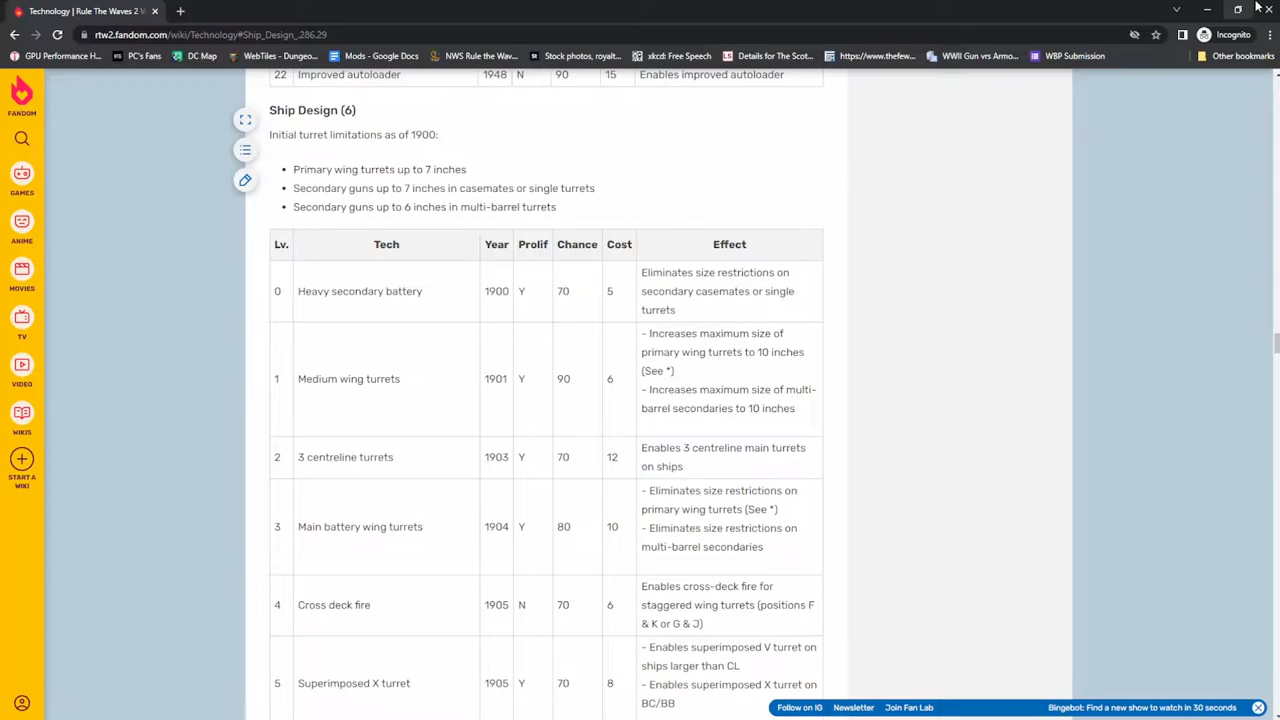 Technology | Rule The Waves 2 W
rtw2.fandom.com/wiki/Technology#Ship_Design_.286.29
Incognito
GPU Performance H...
PC's Fans
DC Map
WebTiles - Dungeo...
Mods - Google Docs
NWS Rule the Wave...
Stock photos, royalt...
xkcd: Free Speech
Details for The Scot...
https://www.thefew...
WWII Gun vs Armo...
WBP Submission
Other bookmarks
FANDOM
GAMES
ANIME
MOVIES
TV
VIDEO
WIKIS
START A
WIKI
22 Improved autoloader 1948 N 90 15 Enables improved autoloader
Ship Design (6)
Initial turret limitations as of 1900:
• Primary wing turrets up to 7 inches
• Secondary guns up to 7 inches in casemates or single turrets
• Secondary guns up to 6 inches in multi-barrel turrets
Lv. Tech Year Prolif Chance Cost Effect
0 Heavy secondary battery 1900 Y 70 5 Eliminates size restrictions on
secondary casemates or single
turrets
1 Medium wing turrets 1901 Y 90 6 - Increases maximum size of
primary wing turrets to 10 inches
(See *)
- Increases maximum size of multi-
barrel secondaries to 10 inches
2 3 centreline turrets 1903 Y 70 12 Enables 3 centreline main turrets
on ships
3 Main battery wing turrets 1904 Y 80 10 - Eliminates size restrictions on
primary wing turrets (See *)
- Eliminates size restrictions on
multi-barrel secondaries
4 Cross deck fire 1905 N 70 6 Enables cross-deck fire for
staggered wing turrets (positions F
& K or G & J)
5 Superimposed X turret 1905 Y 70 8 - Enables superimposed V turret on
ships larger than CL
- Enables superimposed X turret on
BC/BB
Follow on IG Newsletter Join Fan Lab
Bingebot: Find a new show to watch in 30 seconds